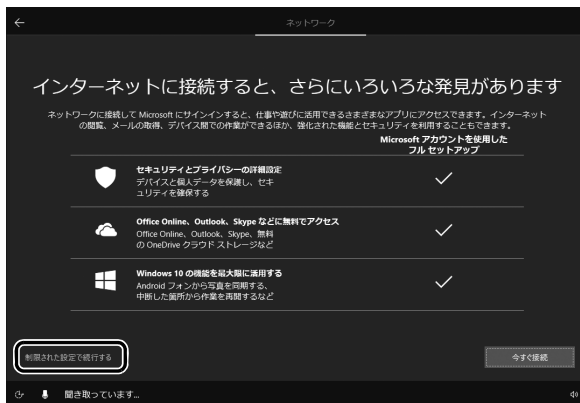 ネットワーク
インターネットに接続すると、さらにいろいろな発見があります
ネットワークに接続して Microsoft にサインインすると、仕事や遊びに活用できるさまざまなアプリにアクセスできます。インターネット
の閲覧、メールの取得、デバイス間での作業ができるほか、強化された機能とセキュリティを利用することもできます。
Microsoft アカウントを使用した
フル セットアップ
セキュリティとプライバシーの詳細設定
デバイスと個人データを保護し、セキ
ュリティを確保する
Office Online、Outlook、Skype などに無料でアクセス
Office Online、Outlook、Skype、無料
の OneDrive クラウド ストレージなど
Windows 10 の機能を最大限に活用する
Android フォンから写真を同期する、
中断した箇所から作業を再開するなど
制限された設定で続行する
今すぐ接続
聞き取っています...